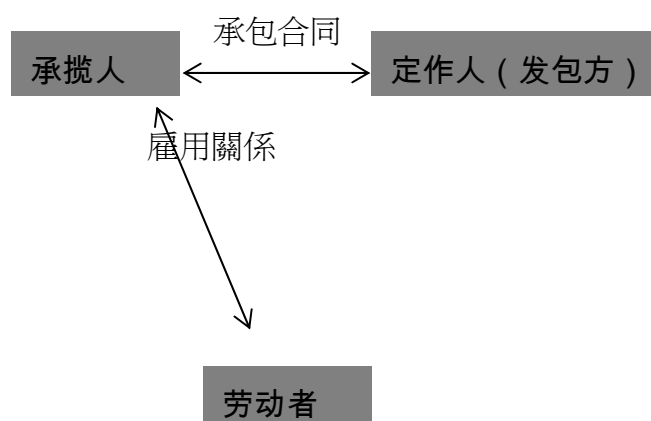 承包合同
承揽人
定作人（发包方）
雇用關係
劳动者